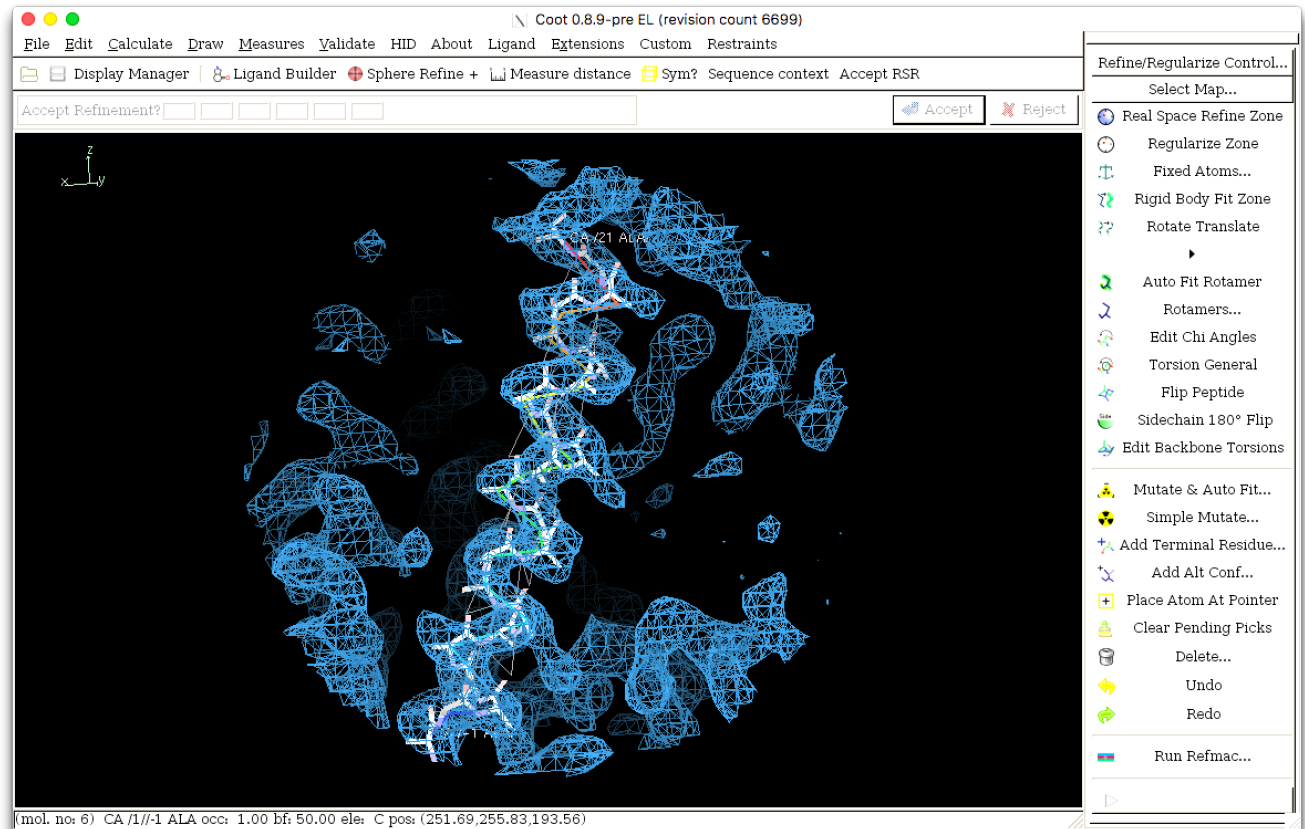 Coot 0.8.9-pre EL (revision count 6699)
File Edit Calculate Draw Measures Validate HID About Ligand Extensions Custom Restraints
Display Manager Ligand Builder Sphere Refine + Measure distance Sym? Sequence context Accept RSR
Accept Refinement? Accept Reject
z
x y
CA /21 ALA
Refine/Regularize Control...
Select Map...
Real Space Refine Zone
Regularize Zone
Fixed Atoms...
Rigid Body Fit Zone
Rotate Translate
Auto Fit Rotamer
Rotamers...
Edit Chi Angles
Torsion General
Flip Peptide
Side
Sidechain 180° Flip
Edit Backbone Torsions
Mutate & Auto Fit...
Simple Mutate...
Add Terminal Residue...
Add Alt Conf...
Place Atom At Pointer
Clear Pending Picks
Delete...
Undo
Redo
Run Refmac...
(mol. no: 6) CA /1//-1 ALA occ: 1.00 bf: 50.00 ele: C pos: (251.69,255.83,193.56)